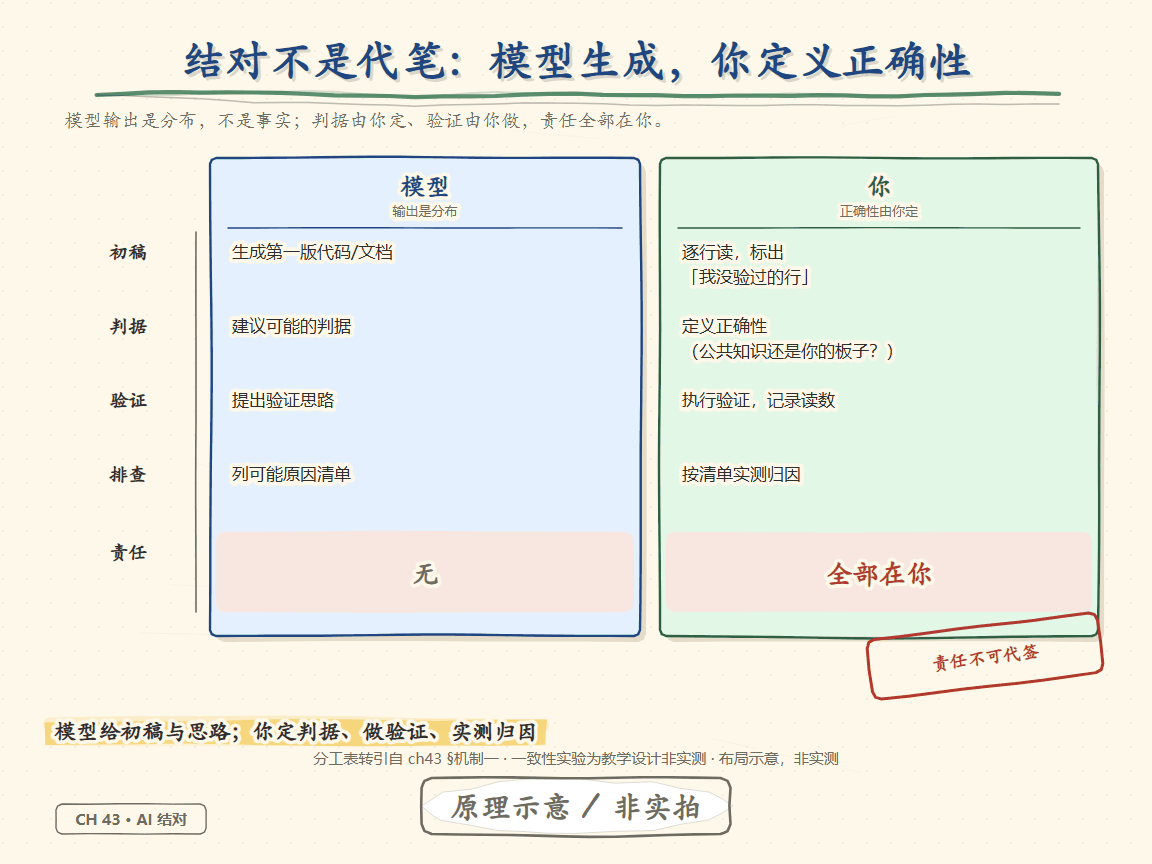 结对不是代笔：模型生成，你定义正确性
模型输出是分布，不是事实；判据由你定、验证由你做，责任全部在你。
模型
输出是分布
你
正确性由你定
初稿
生成第一版代码/文档
逐行读，标出
「我没验过的行」
判据
建议可能的判据
定义正确性
（公共知识还是你的板子？）
验证
提出验证思路
执行验证，记录读数
排查
列可能原因清单
按清单实测归因
责任
无
全部在你
责任不可代签
模型给初稿与思路；你定判据、做验证、实测归因
分工表转引自 ch43 §机制一 · 一致性实验为教学设计非实测 · 布局示意，非实测
原理示意 / 非实拍
CH 43 • AI 结对